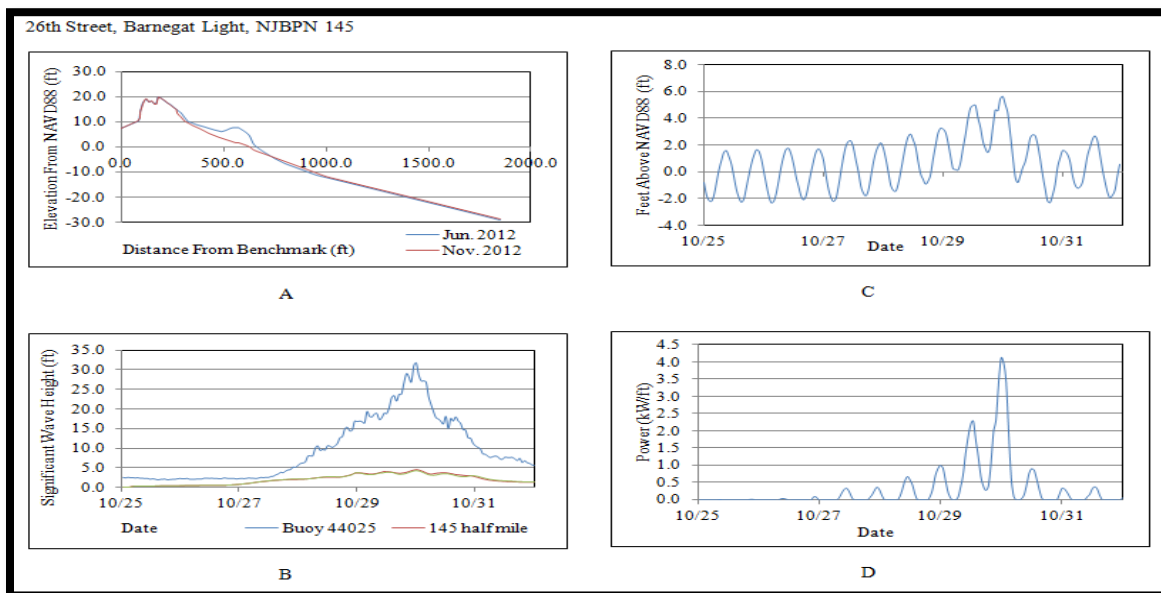 26th Street, Barnegat Light, NJBPN 145
Elevation From NAVD88 (ft)
30.0
20.0
10.0
0.0
-10.0
-20.0
-30.0
0.0 500.0 1000.0 1500.0 2000.0
Distance From Benchmark (ft)
Jun. 2012
Nov. 2012
A
Feet Above NAVD88 (ft)
8.0
6.0
4.0
2.0
0.0
-2.0
-4.0
10/25 10/27 10/29 10/31
Date
C
Significant Wave Height (ft)
35.0
30.0
25.0
20.0
15.0
10.0
5.0
0.0
10/25 10/27 10/29 10/31
Date
Buoy 44025
145 half mile
B
Power (kW/ft)
4.5
4.0
3.5
3.0
2.5
2.0
1.5
1.0
0.5
0.0
10/25 10/27 10/29 10/31
Date
D